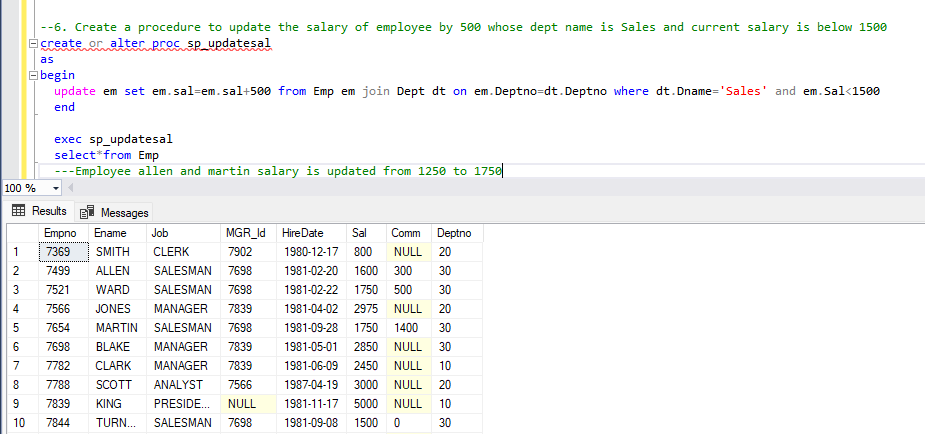 --6. Create a procedure to update the salary of employee by 500 whose dept name is Sales and current salary is below 1500
create or alter proc sp_updatesal
as
begin
update em set em.sal=em.sal+500 from Emp em join Dept dt on em.Deptno=dt.Deptno where dt.Dname='Sales' and em.Sal<1500
end
exec sp_updatesal
select*from Emp
---Employee allen and martin salary is updated from 1250 to 1750
100 %
Results Messages
Empno Ename Job MGR_Id HireDate Sal Comm Deptno
1 7369 SMITH CLERK 7902 1980-12-17 800 NULL 20
2 7499 ALLEN SALESMAN 7698 1981-02-20 1600 300 30
3 7521 WARD SALESMAN 7698 1981-02-22 1750 500 30
4 7566 JONES MANAGER 7839 1981-04-02 2975 NULL 20
5 7654 MARTIN SALESMAN 7698 1981-09-28 1750 1400 30
6 7698 BLAKE MANAGER 7839 1981-05-01 2850 NULL 30
7 7782 CLARK MANAGER 7839 1981-06-09 2450 NULL 10
8 7788 SCOTT ANALYST 7566 1987-04-19 3000 NULL 20
9 7839 KING PRESIDE... NULL 1981-11-17 5000 NULL 10
10 7844 TURN... SALESMAN 7698 1981-09-08 1500 0 30